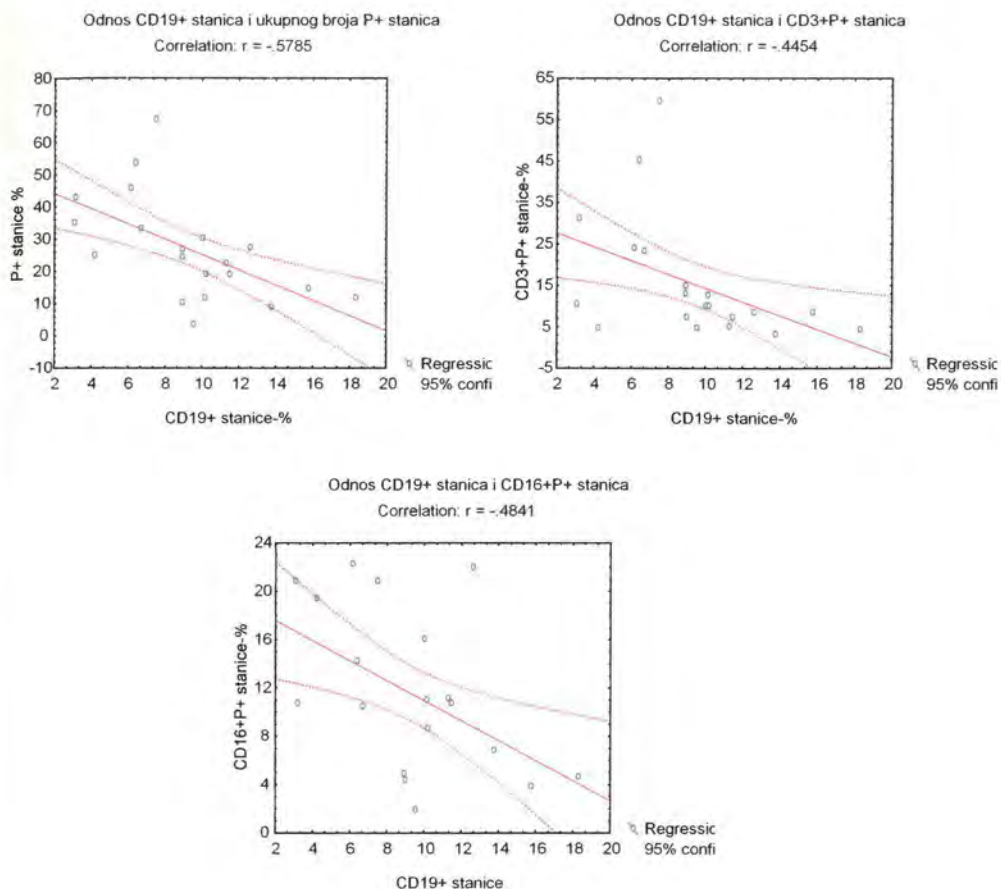 Odnos CD19+ stanica i ukupnog broja P+ stanica
Correlation: r = -.5785
80
70
60
50
40
30
20
10
0
-10
P+ stanice %
2 4 6 8 10 12 14 16 18 20
CD19+ stanice-%
Regressic
95% confi
Odnos CD19+ stanica i CD3+P+ stanica
Correlation: r = -.4454
65
55
45
35
25
15
5
-5
CD3+P+ stanice-%
2 4 6 8 10 12 14 16 18 20
CD19+ stanice-%
Regressic
95% confi
Odnos CD19+ stanica i CD16+P+ stanica
Correlation: r = -.4841
24
20
16
12
8
4
0
CD16+P+ stanice-%
2 4 6 8 10 12 14 16 18 20
CD19+ stanice
Regressic
95% confi